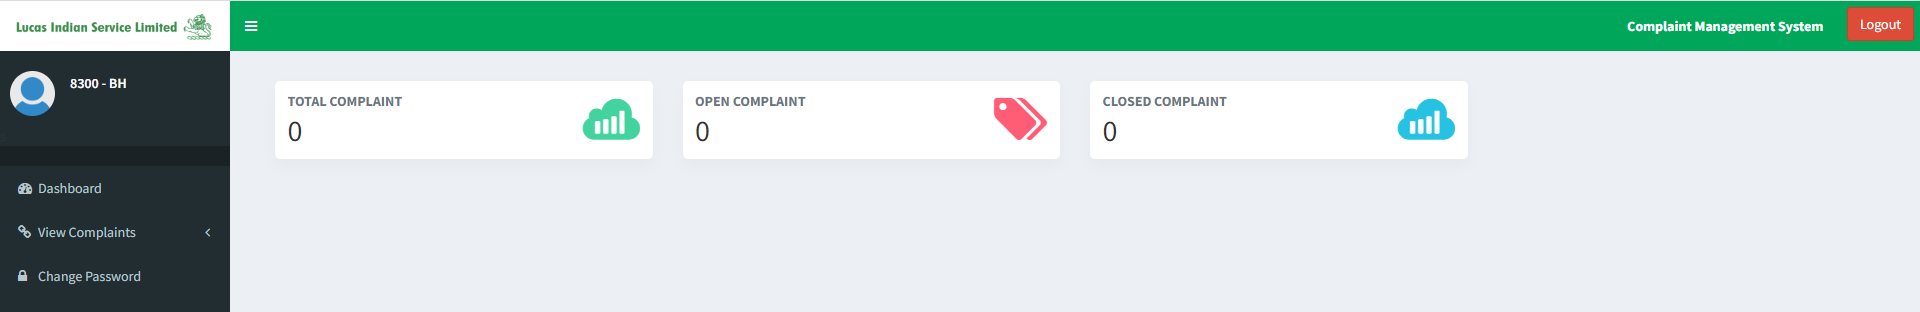 Lucas Indian Service Limited
Complaint Management System
Logout
8300 - BH
Dashboard
View Complaints
Change Password
TOTAL COMPLAINT
0
OPEN COMPLAINT
0
CLOSED COMPLAINT
0